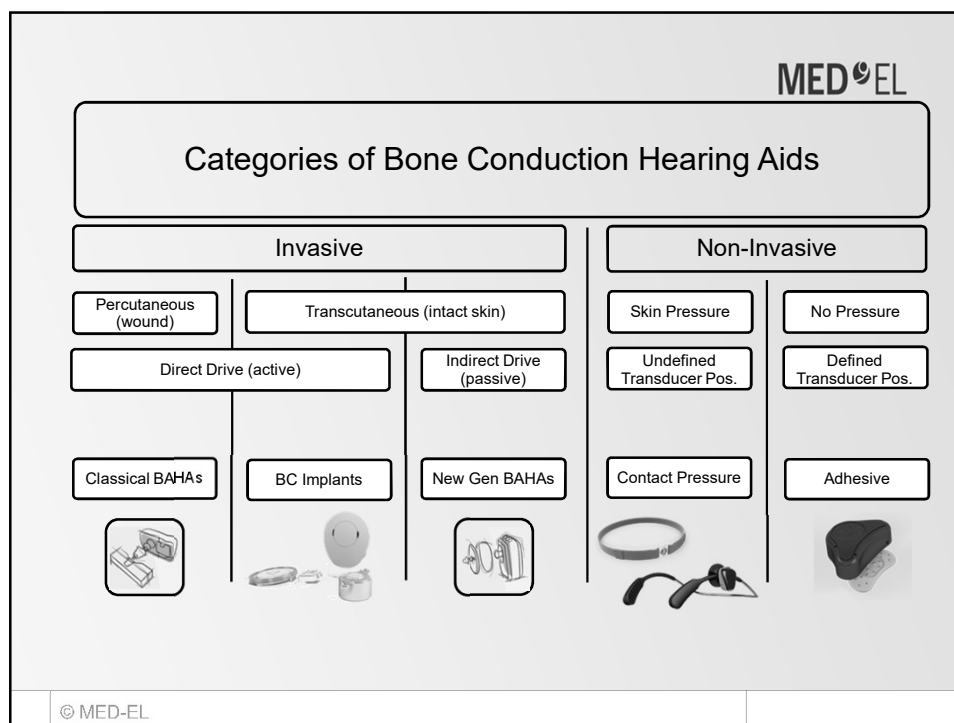 MED EL
Categories of Bone Conduction Hearing Aids
Invasive
Non-Invasive
Percutaneous
(wound)
Transcutaneous (intact skin)
Skin Pressure
No Pressure
Direct Drive (active)
Indirect Drive
(passive)
Undefined
Transducer Pos.
Defined
Transducer Pos.
Classical BAHAs
BC Implants
New Gen BAHAs
Contact Pressure
Adhesive
© MED-EL